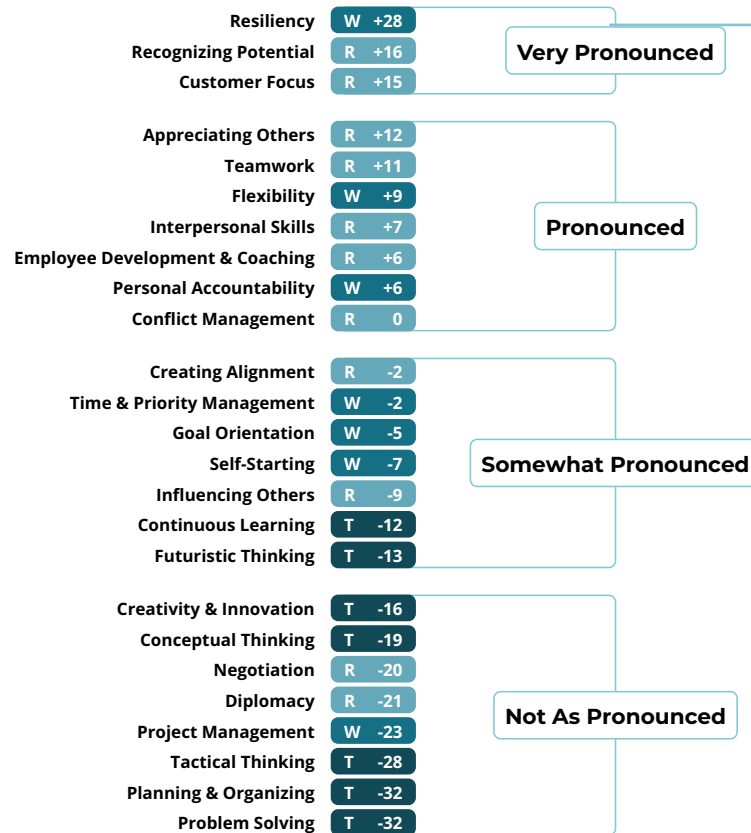 Resiliency W +28
Recognizing Potential R +16
Customer Focus R +15
Very Pronounced
Appreciating Others R +12
Teamwork R +11
Flexibility W +9
Interpersonal Skills R +7
Employee Development & Coaching R +6
Personal Accountability W +6
Conflict Management R 0
Pronounced
Creating Alignment R -2
Time & Priority Management W -2
Goal Orientation W -5
Self-Starting W -7
Influencing Others R -9
Continuous Learning T -12
Futuristic Thinking T -13
Somewhat Pronounced
Creativity & Innovation T -16
Conceptual Thinking T -19
Negotiation R -20
Diplomacy R -21
Project Management W -23
Tactical Thinking T -28
Planning & Organizing T -32
Problem Solving T -32
Not As Pronounced